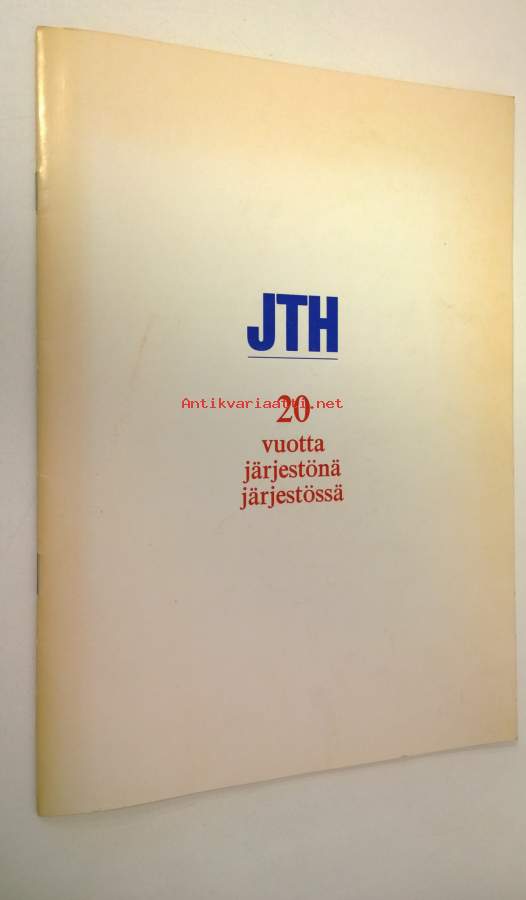 JTH
20
Antikvariaatti.net
vuotta
järjestönä
järjestössä